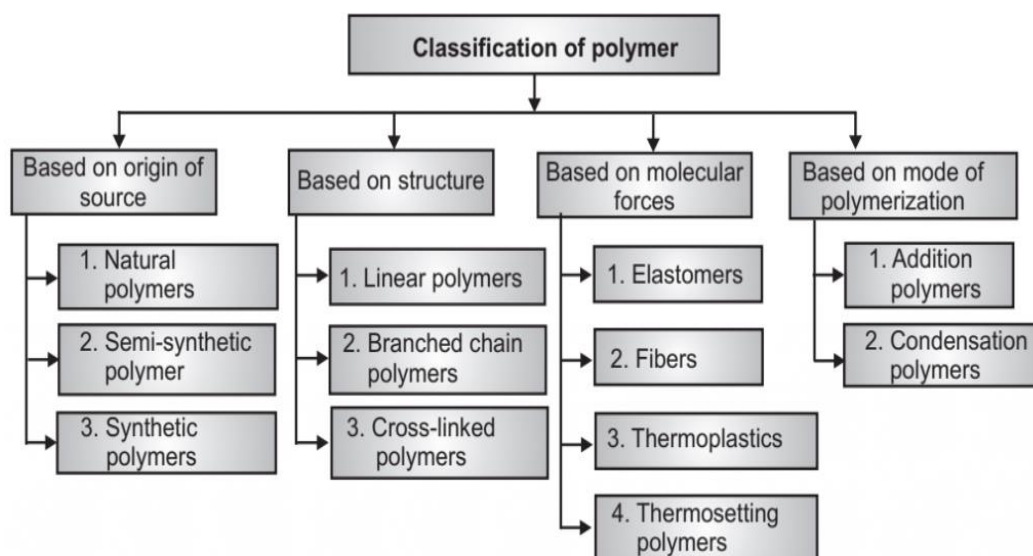 Classification of polymer
Based on origin of
source
1. Natural
polymers
2. Semi-synthetic
polymer
3. Synthetic
polymers
Based on structure
1. Linear polymers
2. Branched chain
polymers
3. Cross-linked
polymers
Based on molecular
forces
1. Elastomers
2. Fibers
3. Thermoplastics
4. Thermosetting
polymers
Based on mode of
polymerization
1. Addition
polymers
2. Condensation
polymers